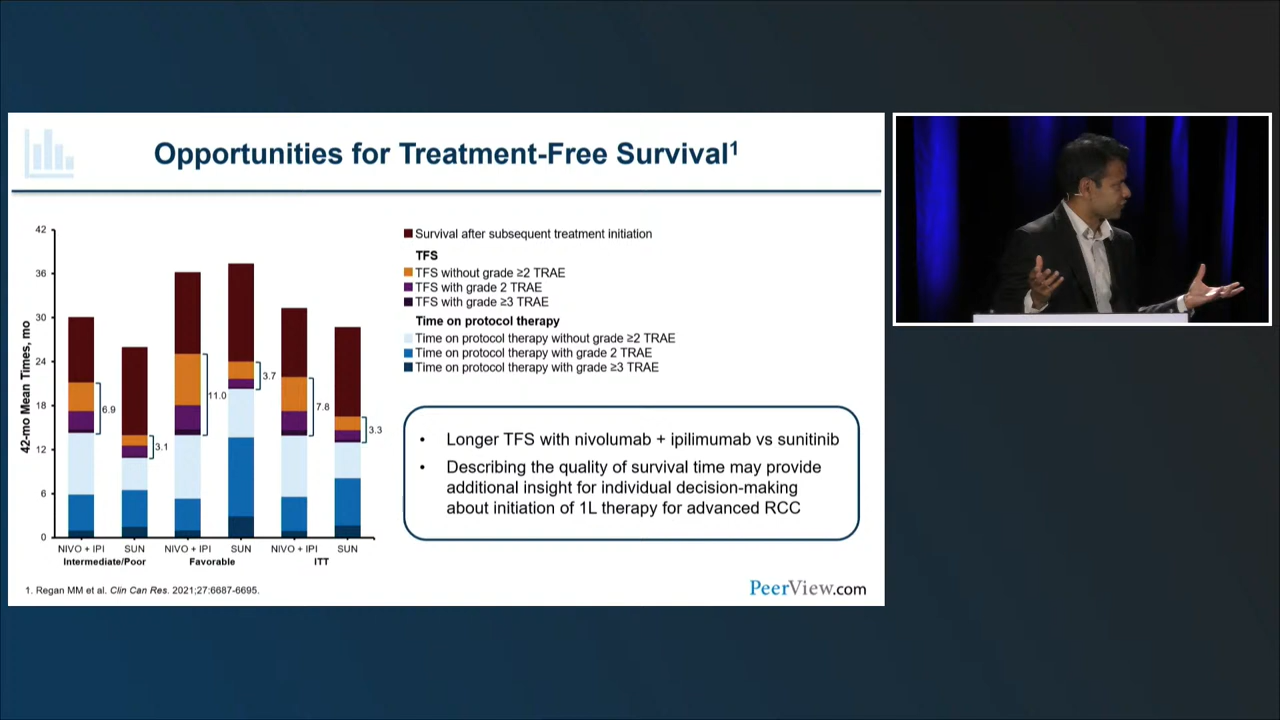 Opportunities for Treatment-Free Survival1
42-mo Mean Times, mo
42
36
30
24
18
12
6
0
6.9
3.1
11.0
3.7
7.8
3.3
NIVO + IPI
SUN
NIVO + IPI
SUN
NIVO + IPI
SUN
Intermediate/Poor
Favorable
ITT
Survival after subsequent treatment initiation
TFS
TFS without grade ≥2 TRAE
TFS with grade 2 TRAE
TFS with grade ≥3 TRAE
Time on protocol therapy
Time on protocol therapy without grade ≥2 TRAE
Time on protocol therapy with grade 2 TRAE
Time on protocol therapy with grade ≥3 TRAE
• Longer TFS with nivolumab + ipilimumab vs sunitinib
• Describing the quality of survival time may provide
additional insight for individual decision-making
about initiation of 1L therapy for advanced RCC
1. Regan MM et al. Clin Can Res. 2021;27:6687-6695.
PeerView.com